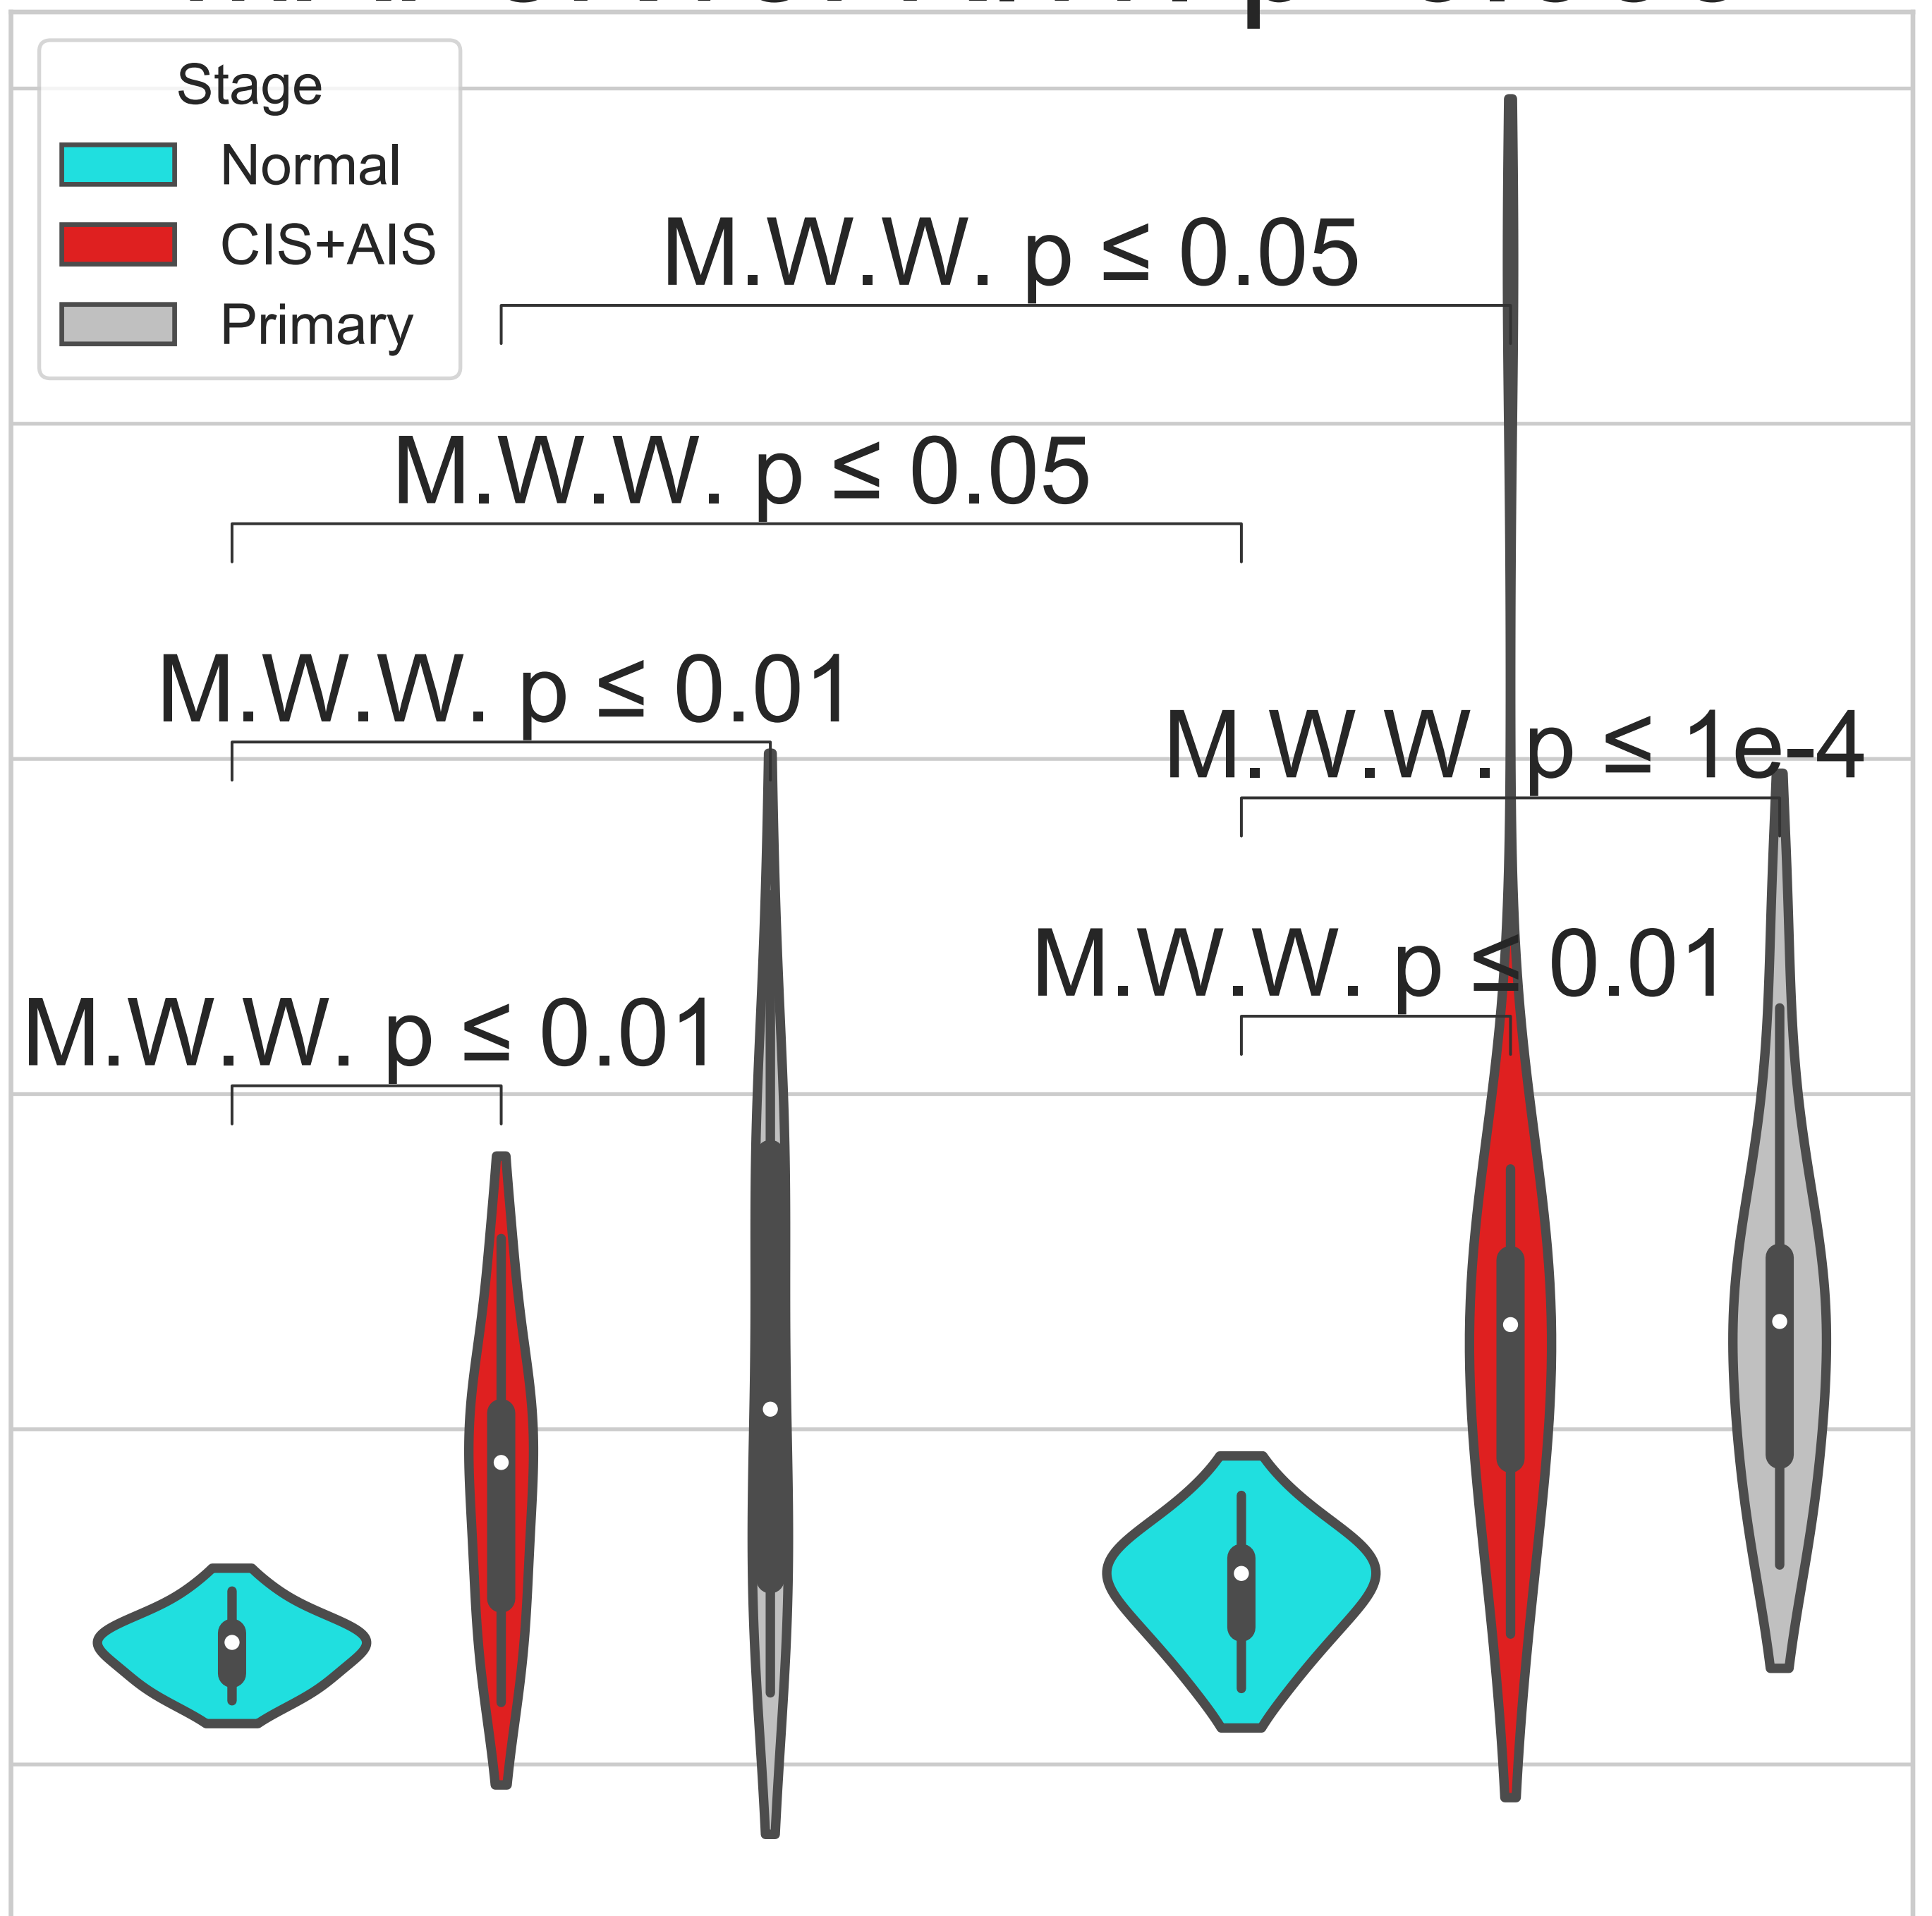 Stage
Normal
CIS+AIS
Primary
M.W.W. p ≤ 0.05
M.W.W. p ≤ 0.05
M.W.W. p ≤ 0.01
M.W.W. p ≤ 1e-4
M.W.W. p ≤ 0.01
M.W.W. p ≤ 0.01